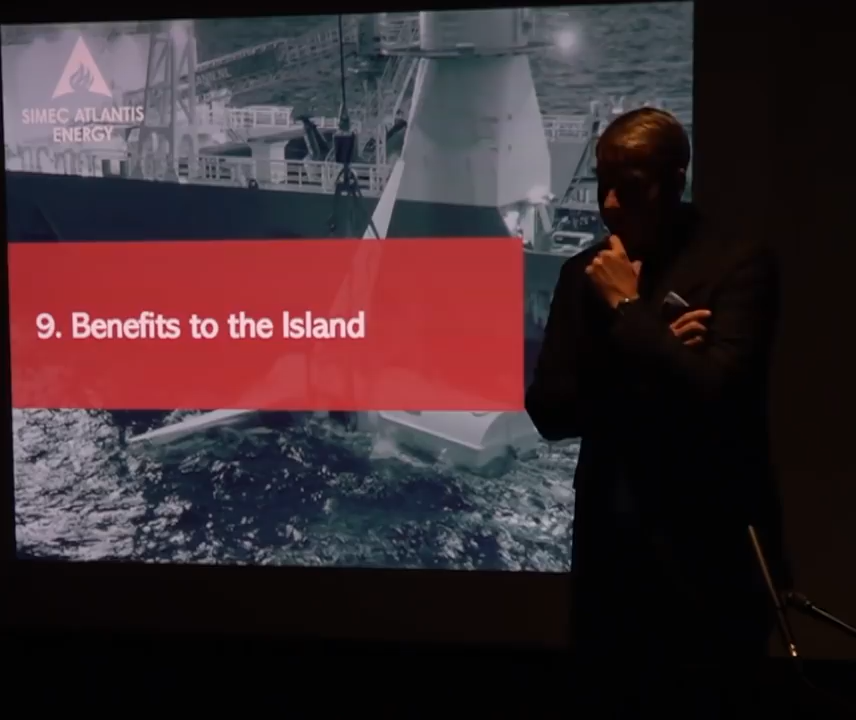 SIMEC ATLANTIS
ENERGY
9. Benefits to the Island